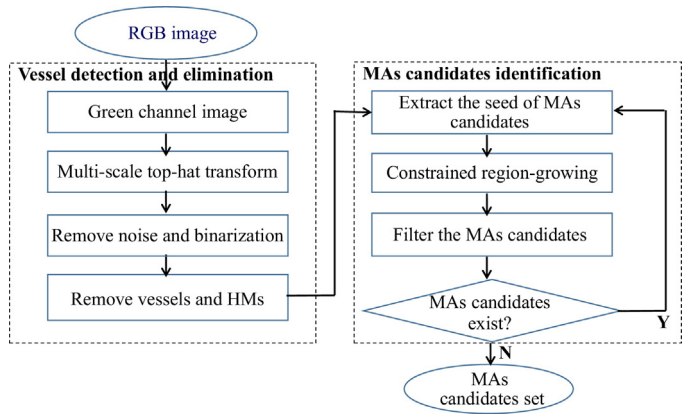 RGB image
Vessel detection and elimination
Green channel image
Multi-scale top-hat transform
Remove noise and binarization
Remove vessels and HMs
MAs candidates identification
Extract the seed of MAs
candidates
Constrained region-growing
Filter the MAs candidates
MAs candidates
exist?
Y
N
MAs
candidates set